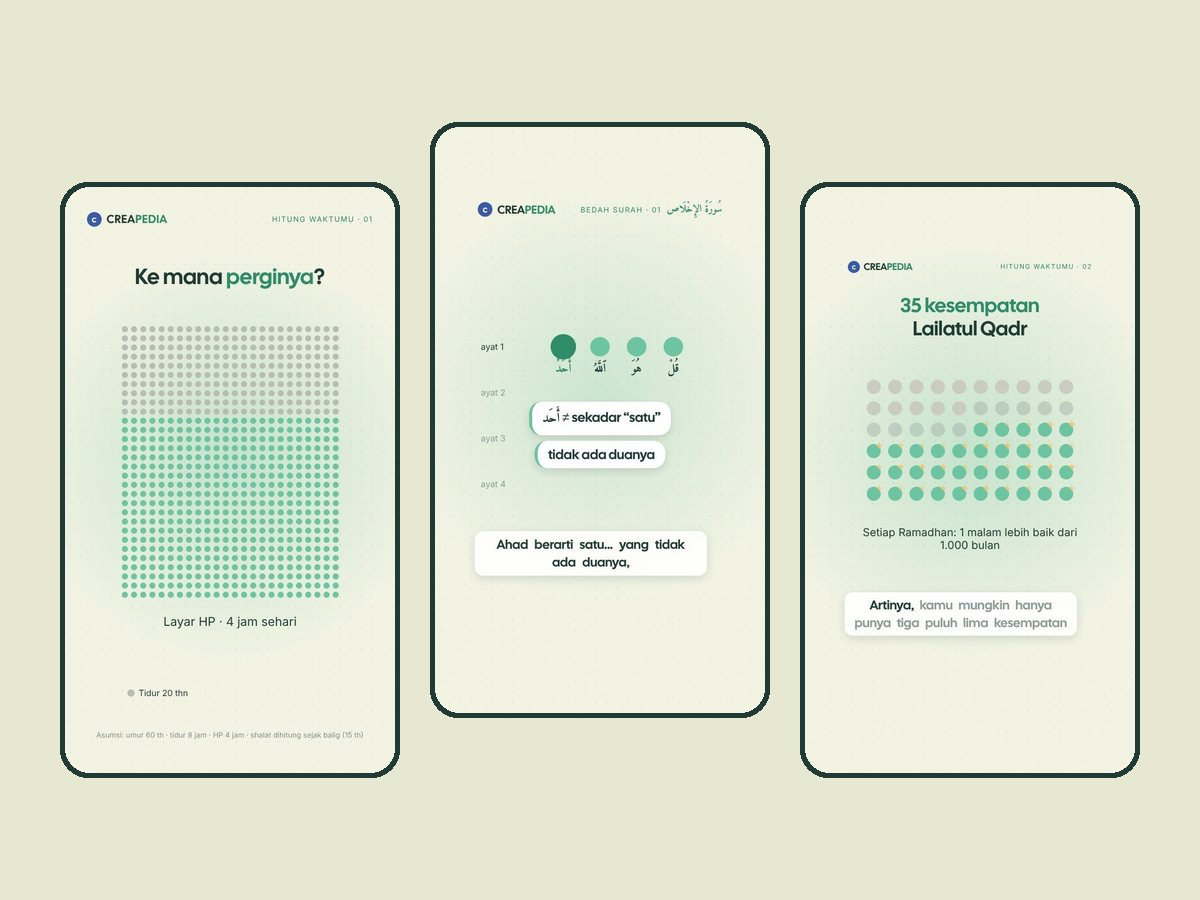 C CREAPEDIA
HITUNG WAKTUMU · 01
Ke mana perginya?
Layar HP · 4 jam sehari
Tidur 20 thn
Asumsi: umur 60 th · tidur 8 jam · HP 4 jam · shalat dihitung sejak balig (15 th)
C CREAPEDIA
BEDAH SURAH · 01 سُورَةُ الإِخْلَاص
ayat 1
قُلْ هُوَ ٱللَّهُ أَحَدٌ
ayat 2
أَحَد ≠ sekadar “satu”
ayat 3
tidak ada duanya
ayat 4
Ahad berarti satu... yang tidak
ada duanya,
C CREAPEDIA
HITUNG WAKTUMU · 02
35 kesempatan
Lailatul Qadr
Setiap Ramadhan: 1 malam lebih baik dari
1.000 bulan
Artinya, kamu mungkin hanya
punya tiga puluh lima kesempatan